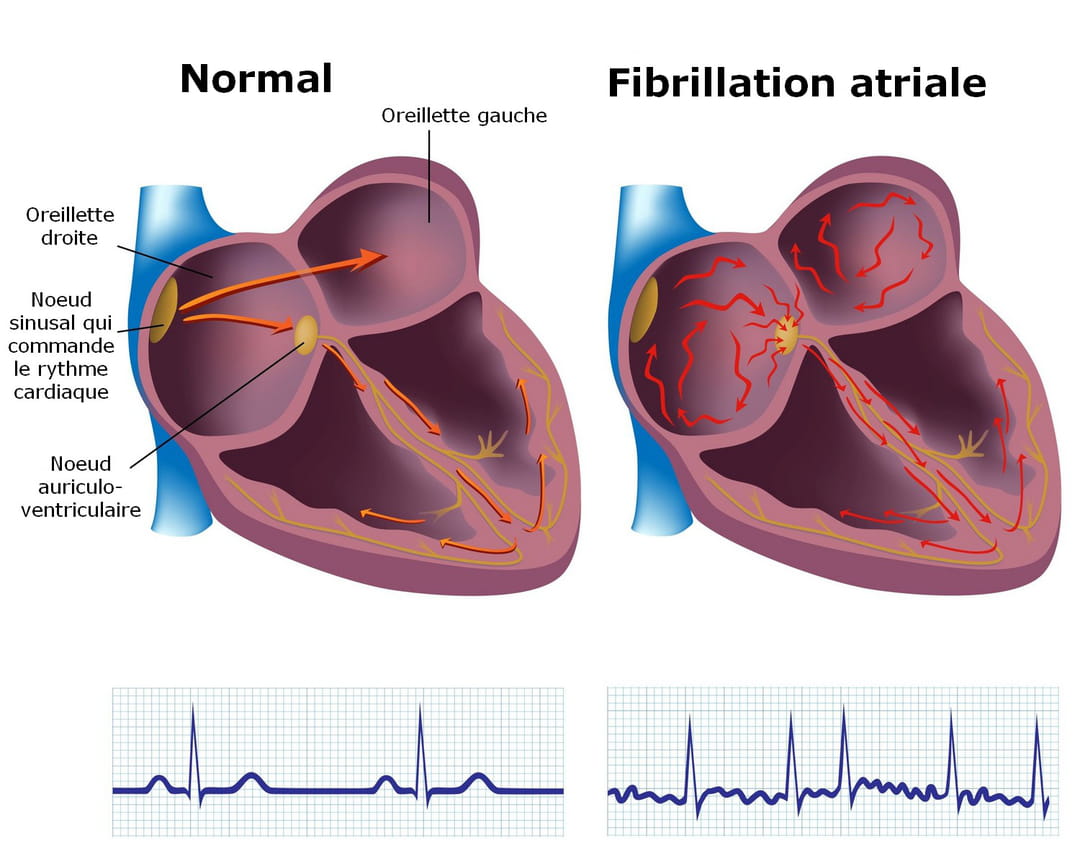 Normal
Fibrillation atriale
Oreillette gauche
Oreillette
droite
Noeud
sinusal qui
commande
le rythme
cardiaque
Noeud
auriculo-
ventriculaire